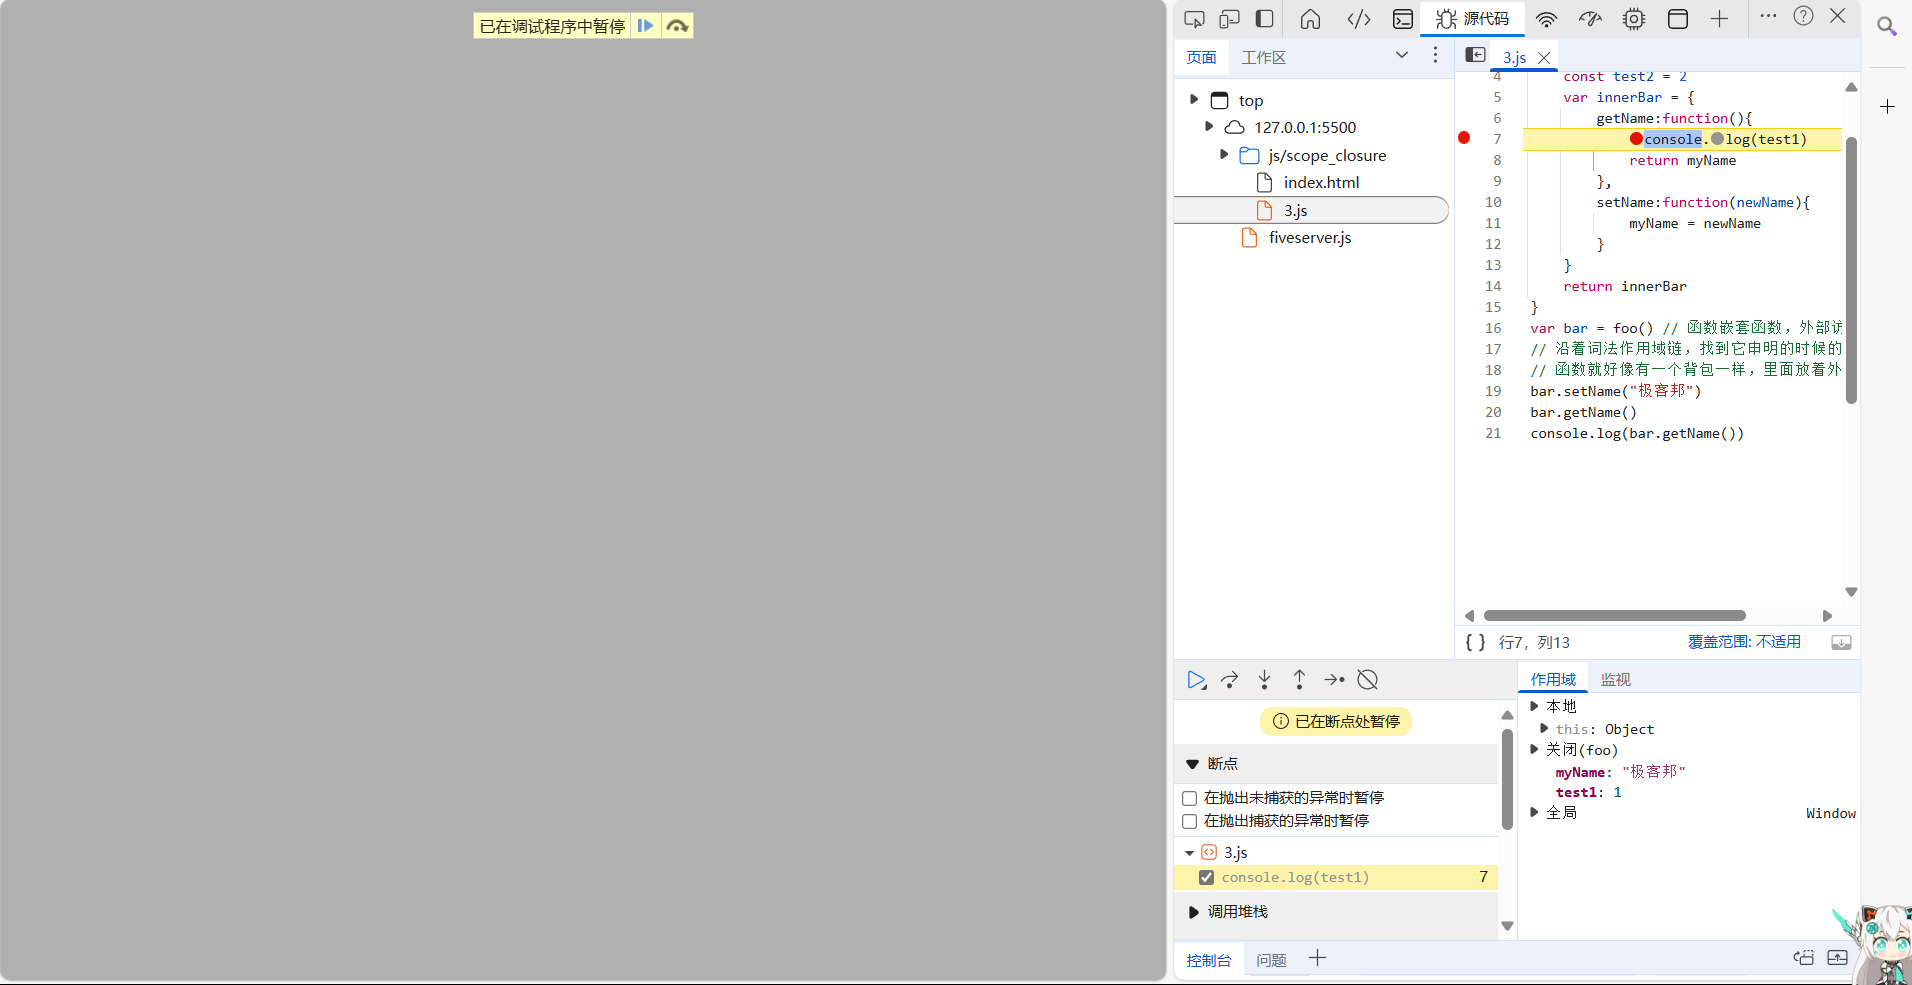 已在调试程序中暂停
源代码
页面
工作区
3.js
top
127.0.0.1:5500
js/scope_closure
index.html
3.js
fiveserver.js
4 const test2 = 2
5 var innerBar = {
6 getName:function(){
7 console.log(test1)
8 return myName
9 },
10 setName:function(newName){
11 myName = newName
12 }
13 }
14 return innerBar
15 }
16 var bar = foo() // 函数嵌套函数，外部访
17 // 沿着词法作用域链，找到它申明的时候的
18 // 函数就好像有一个背包一样，里面放着外
19 bar.setName("极客邦")
20 bar.getName()
21 console.log(bar.getName())
{ } 行7，列13
覆盖范围: 不适用
已在断点处暂停
断点
在抛出未捕获的异常时暂停
在抛出捕获的异常时暂停
3.js
console.log(test1) 7
调用堆栈
作用域
监视
本地
this: Object
关闭(foo)
myName: "极客邦"
test1: 1
全局 Window
控制台
问题